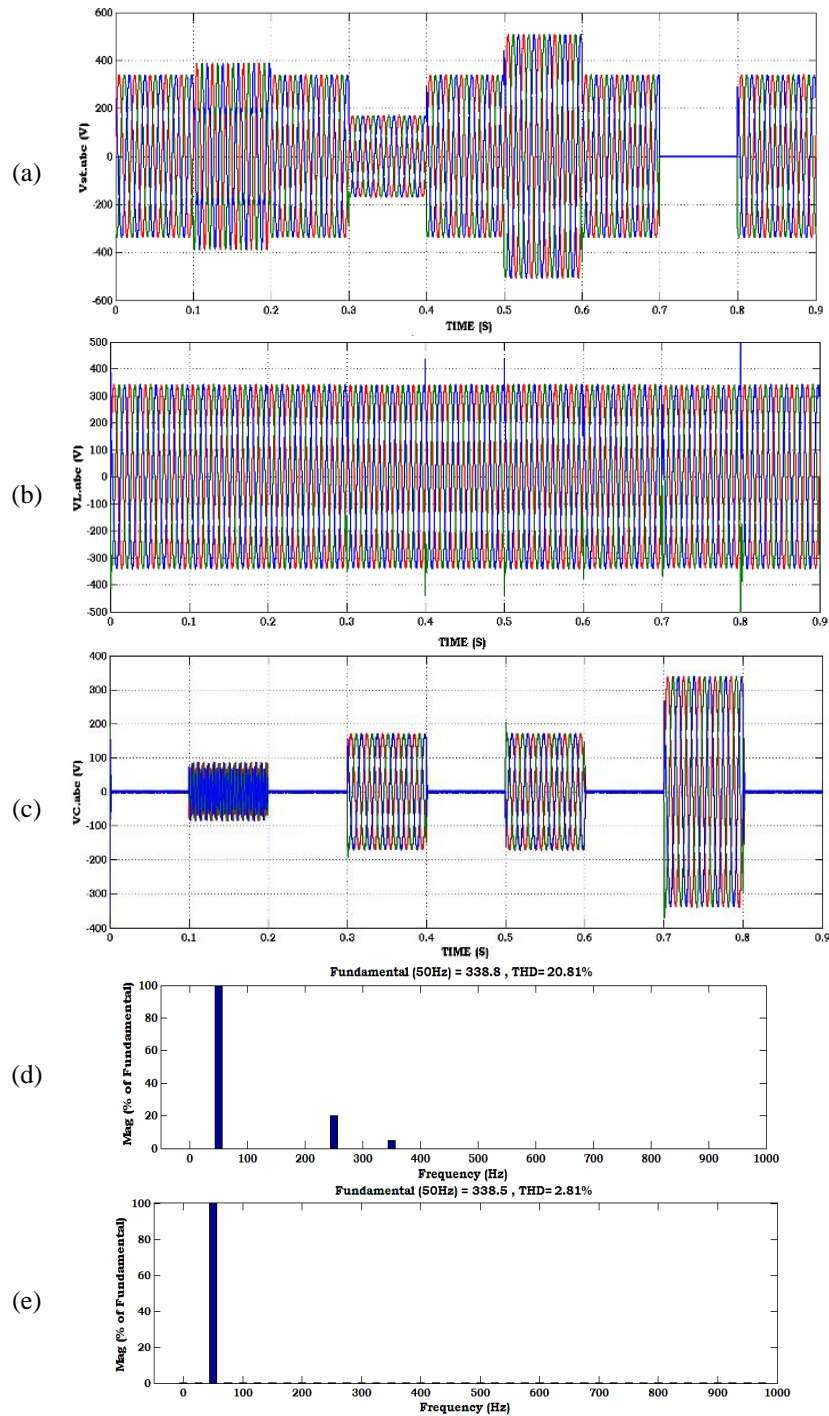 (a)
Vst.abc (V)
600
400
200
0
-200
-400
-600
0 0.1 0.2 0.3 0.4 0.5 0.6 0.7 0.8 0.9
TIME (S)
(b)
VL.abc (V)
500
400
300
200
100
0
-100
-200
-300
-400
-500
0 0.1 0.2 0.3 0.4 0.5 0.6 0.7 0.8 0.9
TIME (S)
(c)
VC.abc (V)
400
300
200
100
0
-100
-200
-300
-400
0 0.1 0.2 0.3 0.4 0.5 0.6 0.7 0.8 0.9
TIME (S)
(d)
Fundamental (50Hz) = 338.8 , THD= 20.81%
Mag (% of Fundamental)
100
80
60
40
20
0
0 100 200 300 400 500 600 700 800 900 1000
Frequency (Hz)
(e)
Fundamental (50Hz) = 338.5 , THD= 2.81%
Mag (% of Fundamental)
100
80
60
40
20
0
0 100 200 300 400 500 600 700 800 900 1000
Frequency (Hz)